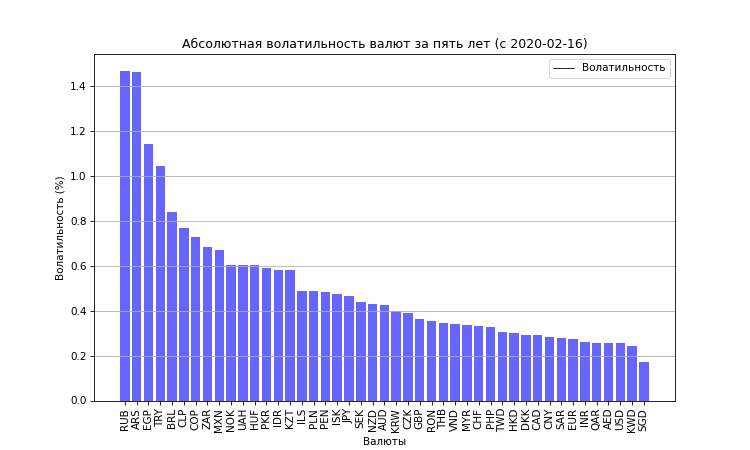 Абсолютная волатильность валют за пять лет (с 2020-02-16)
Волатильность
Волатильность (%)
1.4
1.2
1.0
0.8
0.6
0.4
0.2
0.0
RUB
ARS
EGP
TRY
BRL
CLP
COP
ZAR
MXN
NOK
UAH
HUF
PKR
IDR
KZT
ILS
PLN
PEN
ISK
JPY
SEK
NZD
AUD
KRW
CZK
GBP
RON
THB
VND
MYR
CHF
PHP
TWD
HKD
DKK
CAD
CNY
SAR
EUR
INR
QAR
AED
USD
KWD
SGD
Валюты